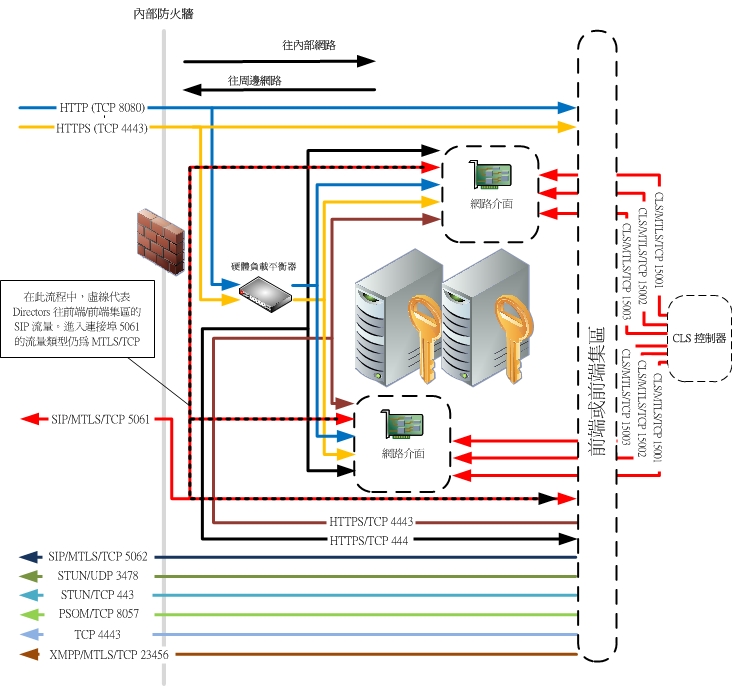 內部防火牆
往內部網路
往周邊網路
HTTP (TCP 8080)
HTTPS (TCP 4443)
網路介面
硬體負載平衡器
在此流程中，虛線代表
Directors 往前端/前端集區的
SIP 流量。進入連接埠 5061
的流量類型仍為 MTLS/TCP
CLS/MTLS/TCP 15001
CLS/MTLS/TCP 15002
CLS/MTLS/TCP 15003
CLS 控制器
前端或前端集區
CLS/MTLS/TCP 15003
CLS/MTLS/TCP 15002
CLS/MTLS/TCP 15001
SIP/MTLS/TCP 5061
網路介面
HTTPS/TCP 4443
HTTPS/TCP 444
SIP/MTLS/TCP 5062
STUN/UDP 3478
STUN/TCP 443
PSOM/TCP 8057
TCP 4443
XMPP/MTLS/TCP 23456